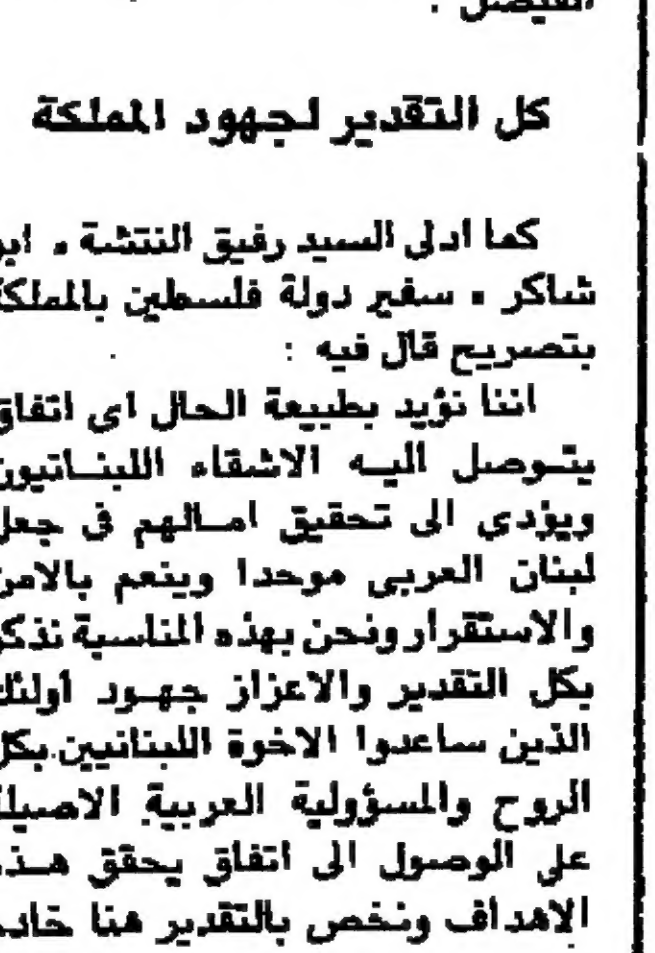 الفيصل :
كل التقدير لجهود المملكة
كما ادلى السيد رفيق النتشة « ابو
شاكر » سفير دولة فلسطين بالمملكة
بتصريح قال فيه :
اننا نؤيد بطبيعة الحال اى اتفاق
يتوصل اليه الاشقاء اللبنانيون
ويؤدي الى تحقيق امالهم في جعل
لبنان العربي موحدا وينعم بالامن
والاستقرار ونحن بهذه المناسبة نذكر
بكل التقدير والاعزاز جهود اولئك
الذين ساعدوا الاخوة اللبنانيين بكل
الروح والمسؤولية العربية الاصيلة
على الوصول الى اتفاق يحقق هذه
الاهداف ونخص بالتقدير هنا خادم